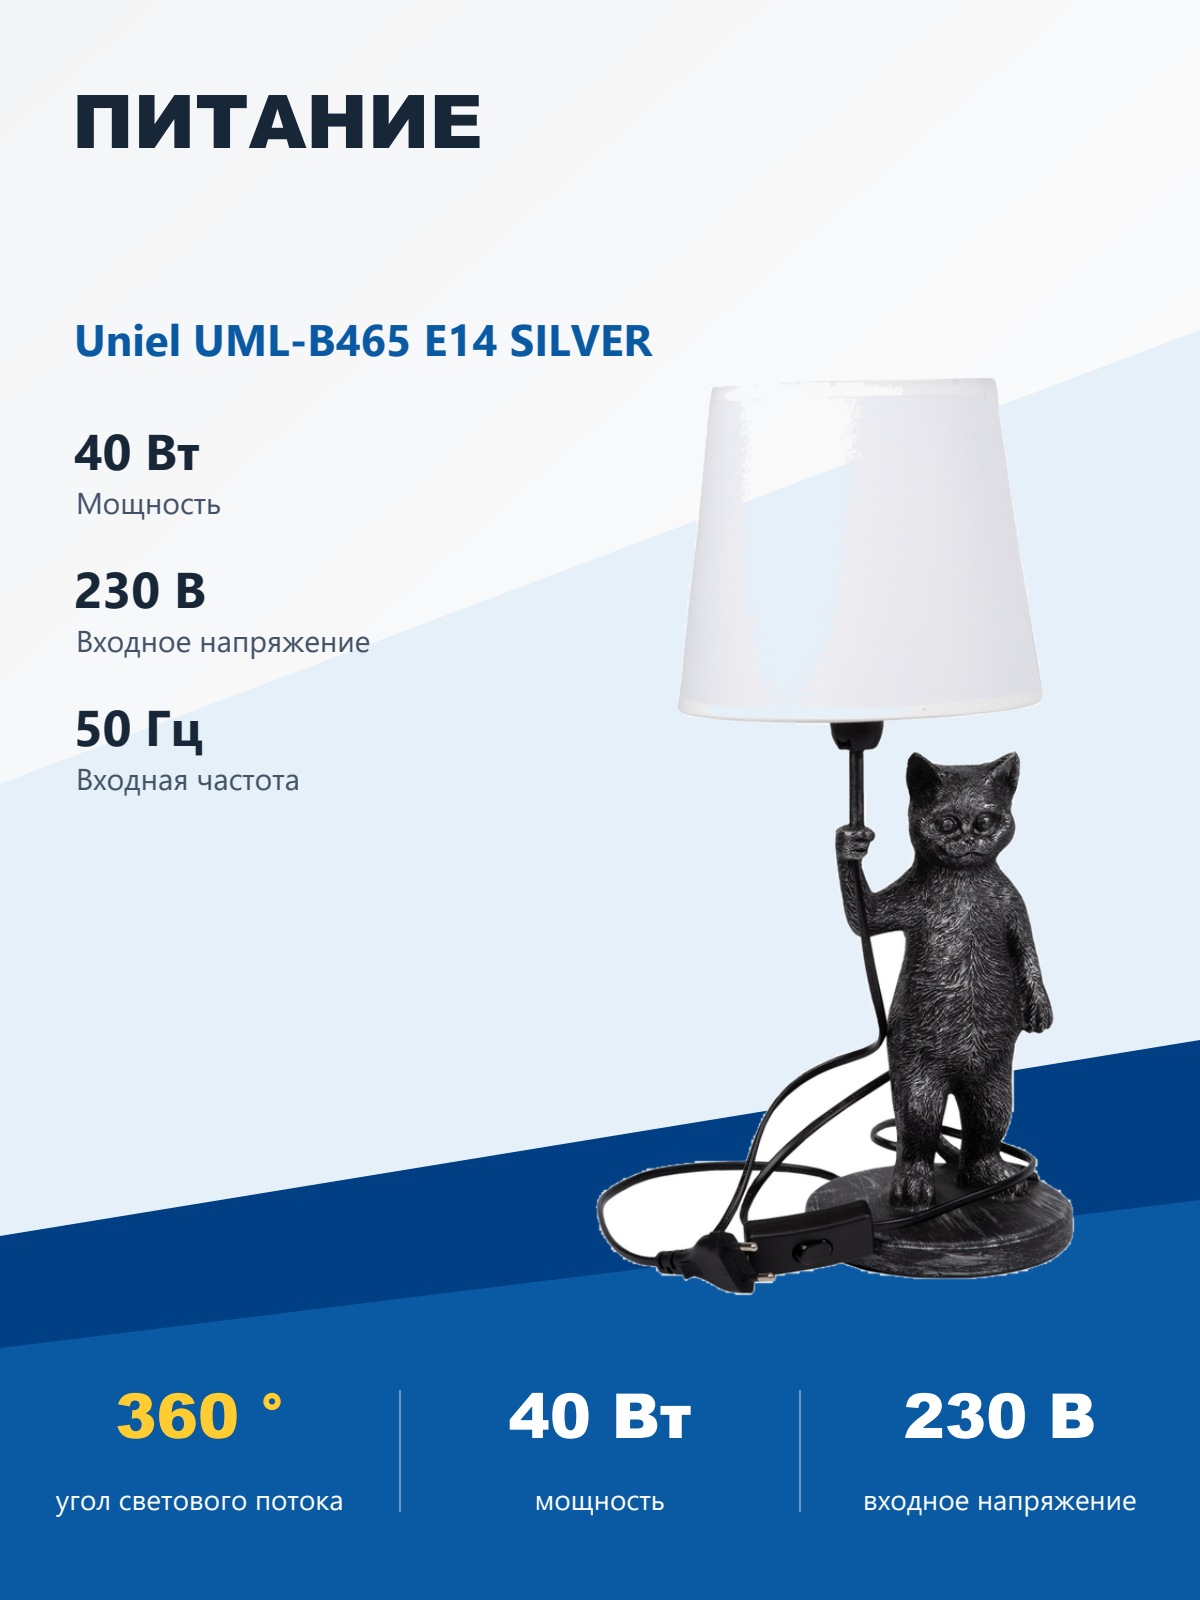 ПИТАНИЕ
Uniel UML-B465 E14 SILVER
40 Вт
Мощность
230 В
Входное напряжение
50 Гц
Входная частота
360 °
угол светового потока
40 Вт
мощность
230 В
входное напряжение